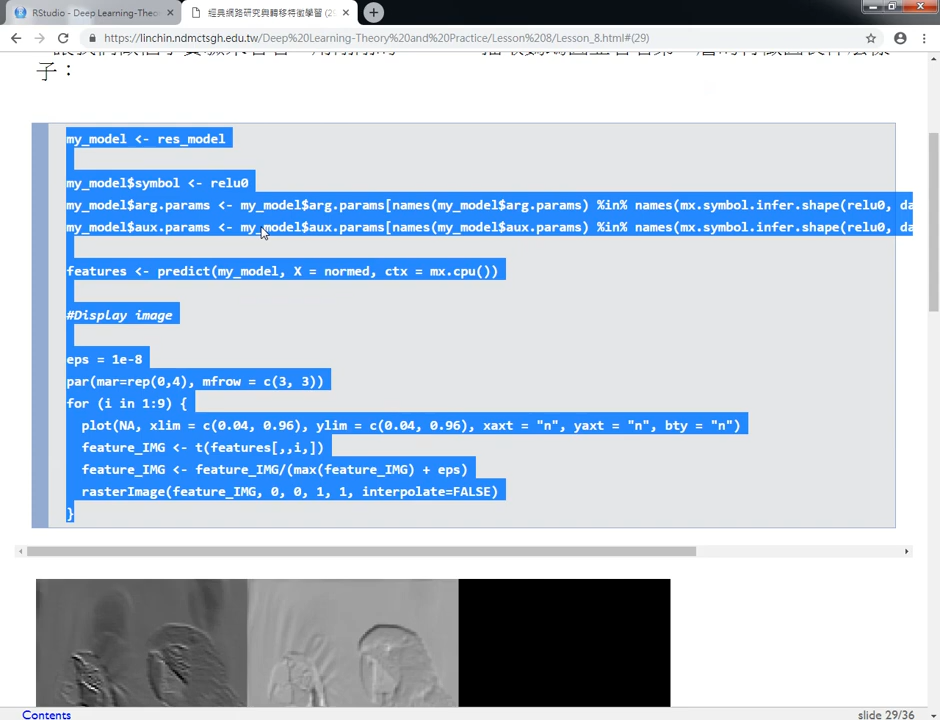 RStudio - Deep Learning-Theo
經典網路研究與轉移特徵學習 (29
https://linchin.ndmctsgh.edu.tw/Deep%20Learning-Theory%20and%20Practice/Lesson%208/Lesson_8.html#(29)
子：
my_model <- res_model
my_model$symbol <- relu0
my_model$arg.params <- my_model$arg.params[names(my_model$arg.params) %in% names(mx.symbol.infer.shape(relu0, da
my_model$aux.params <- my_model$aux.params[names(my_model$aux.params) %in% names(mx.symbol.infer.shape(relu0, da
features <- predict(my_model, X = normed, ctx = mx.cpu())
#Display image
eps = 1e-8
par(mar=rep(0,4), mfrow = c(3, 3))
for (i in 1:9) {
  plot(NA, xlim = c(0.04, 0.96), ylim = c(0.04, 0.96), xaxt = "n", yaxt = "n", bty = "n")
  feature_IMG <- t(features[,,i,])
  feature_IMG <- feature_IMG/(max(feature_IMG) + eps)
  rasterImage(feature_IMG, 0, 0, 1, 1, interpolate=FALSE)
}
Contents
slide 29/36